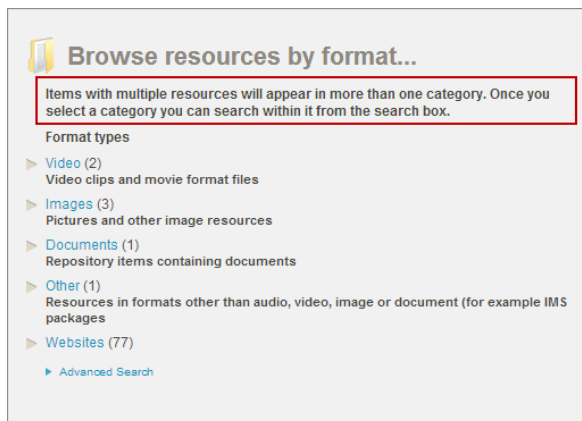 Browse resources by format...
Items with multiple resources will appear in more than one category. Once you
select a category you can search within it from the search box.
Format types
Video (2)
Video clips and movie format files
Images (3)
Pictures and other image resources
Documents (1)
Repository items containing documents
Other (1)
Resources in formats other than audio, video, image or document (for example IMS
packages
Websites (77)
Advanced Search